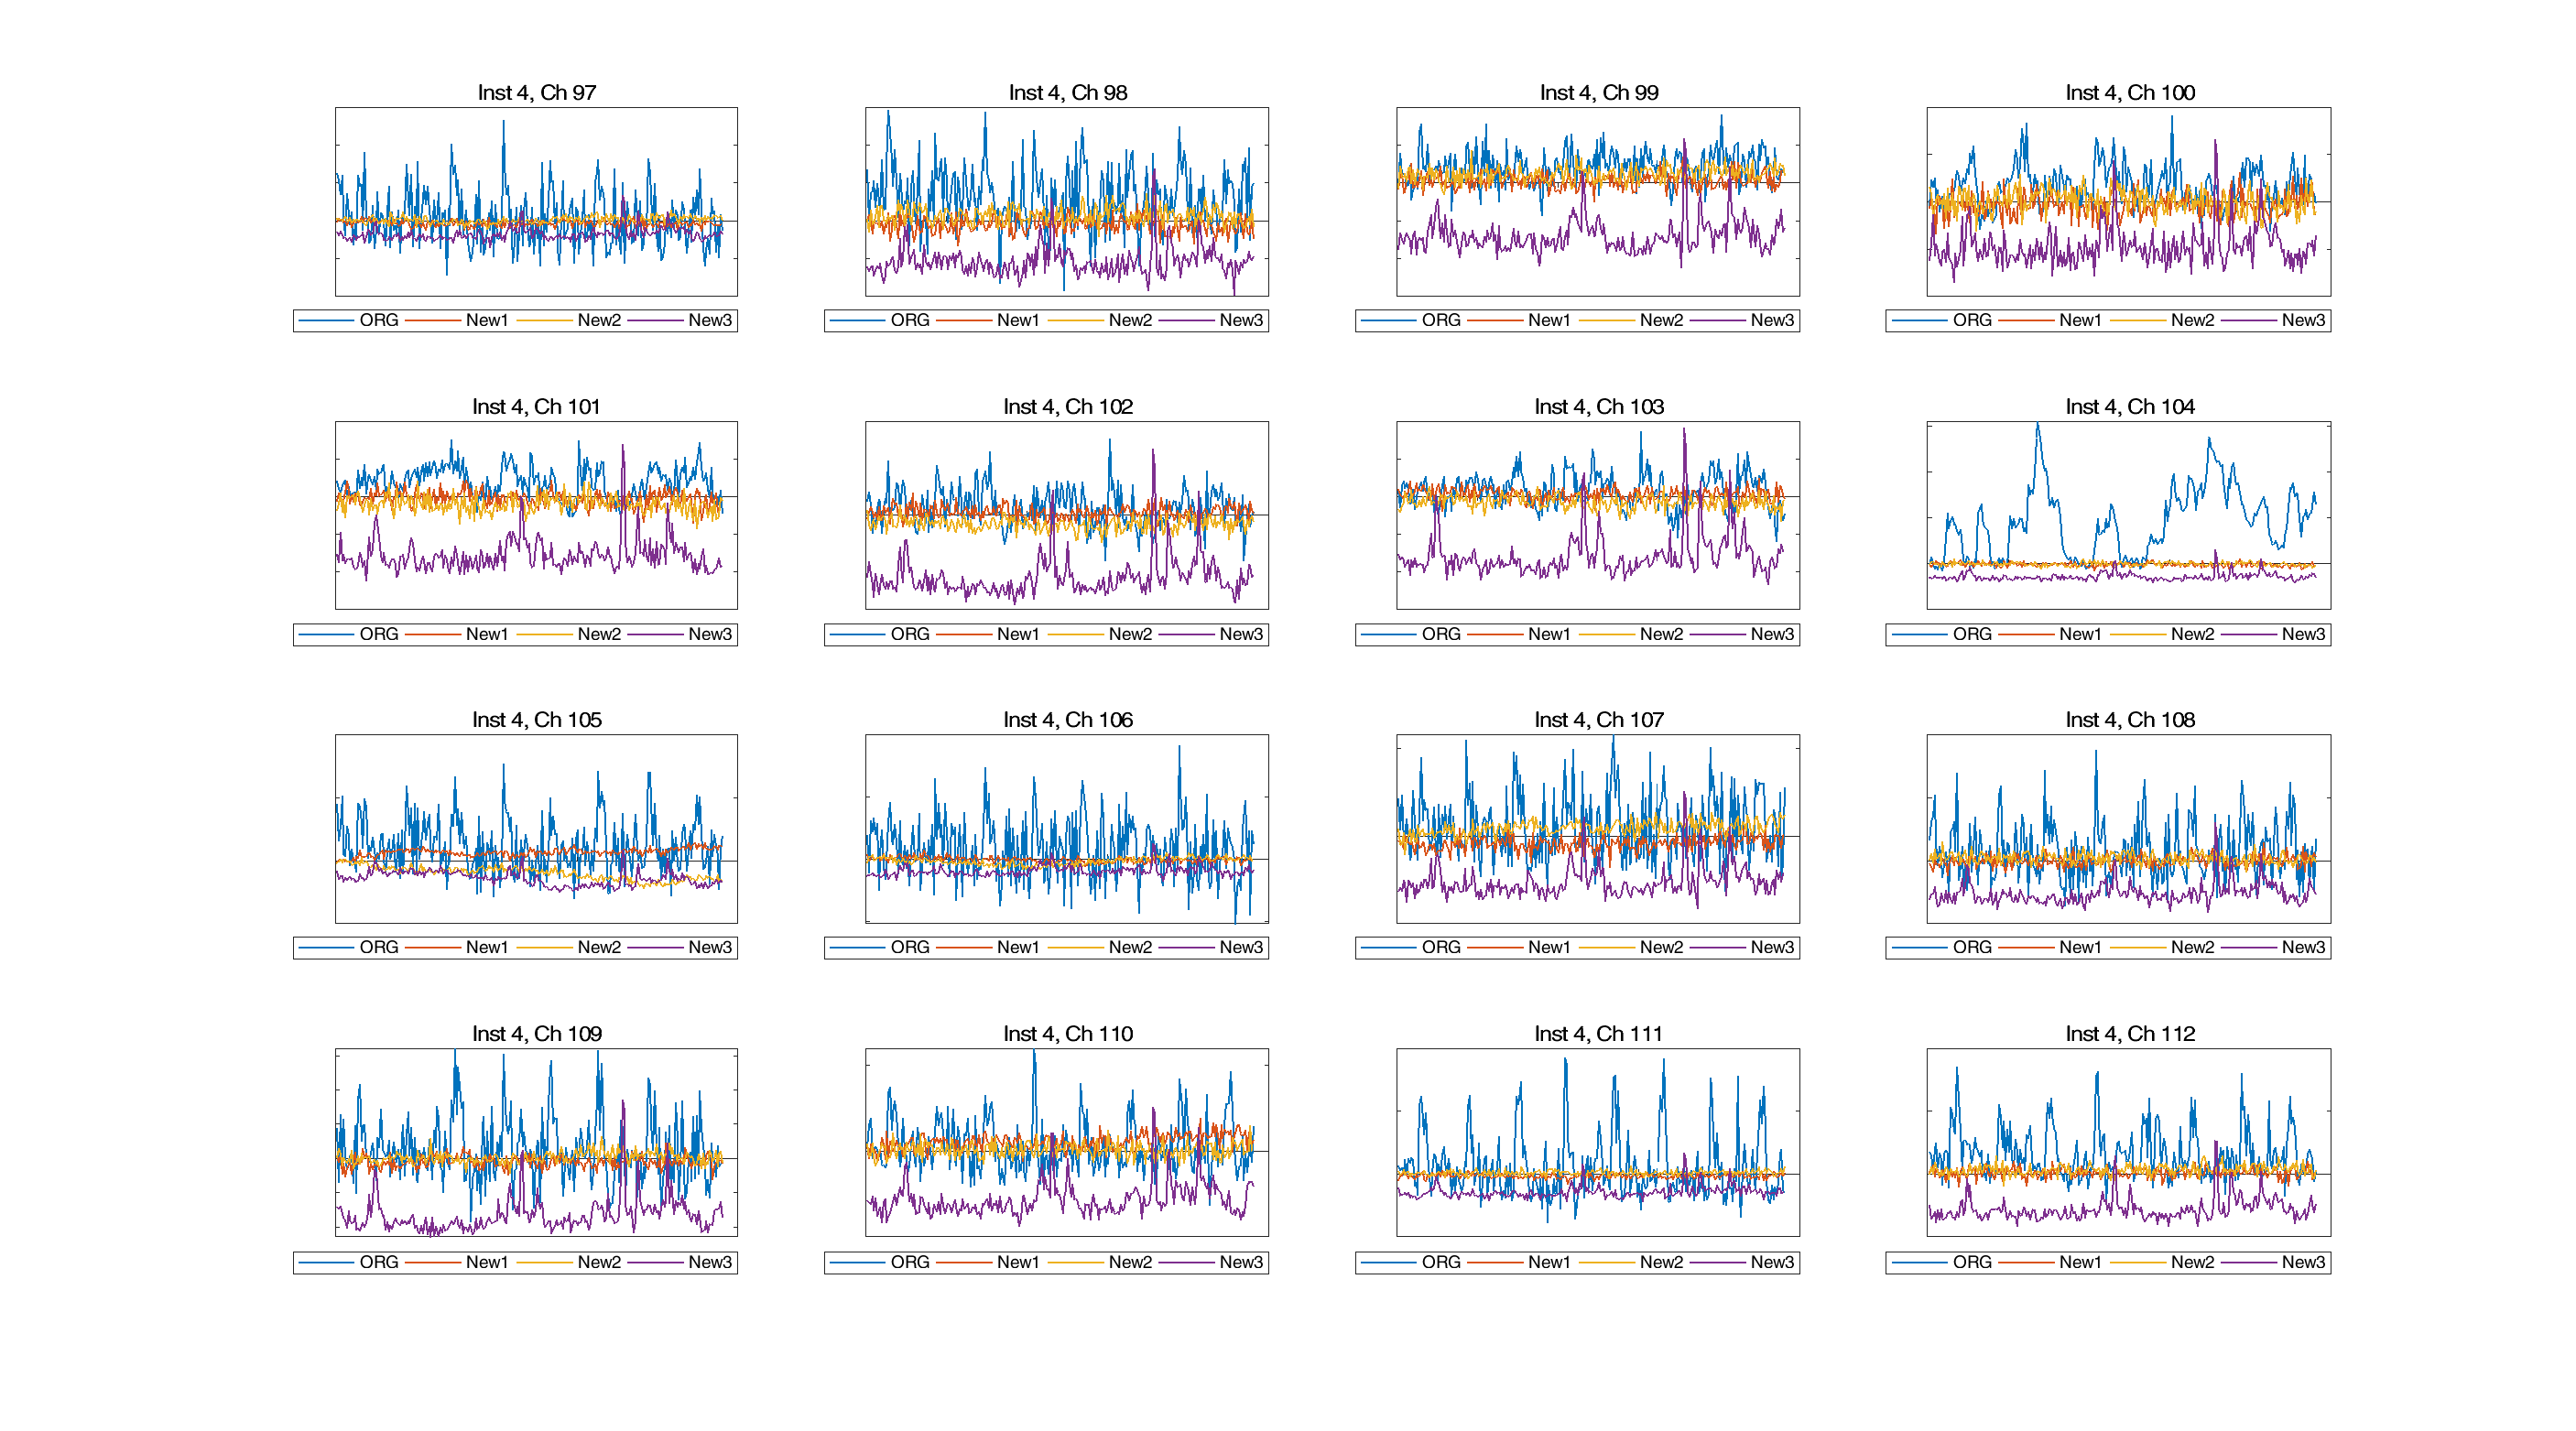 Inst 4, Ch 97
Inst 4, Ch 98
Inst 4, Ch 99
Inst 4, Ch 100
ORG New1 New2 New3
ORG New1 New2 New3
ORG New1 New2 New3
ORG New1 New2 New3
Inst 4, Ch 101
Inst 4, Ch 102
Inst 4, Ch 103
Inst 4, Ch 104
ORG New1 New2 New3
ORG New1 New2 New3
ORG New1 New2 New3
ORG New1 New2 New3
Inst 4, Ch 105
Inst 4, Ch 106
Inst 4, Ch 107
Inst 4, Ch 108
ORG New1 New2 New3
ORG New1 New2 New3
ORG New1 New2 New3
ORG New1 New2 New3
Inst 4, Ch 109
Inst 4, Ch 110
Inst 4, Ch 111
Inst 4, Ch 112
ORG New1 New2 New3
ORG New1 New2 New3
ORG New1 New2 New3
ORG New1 New2 New3